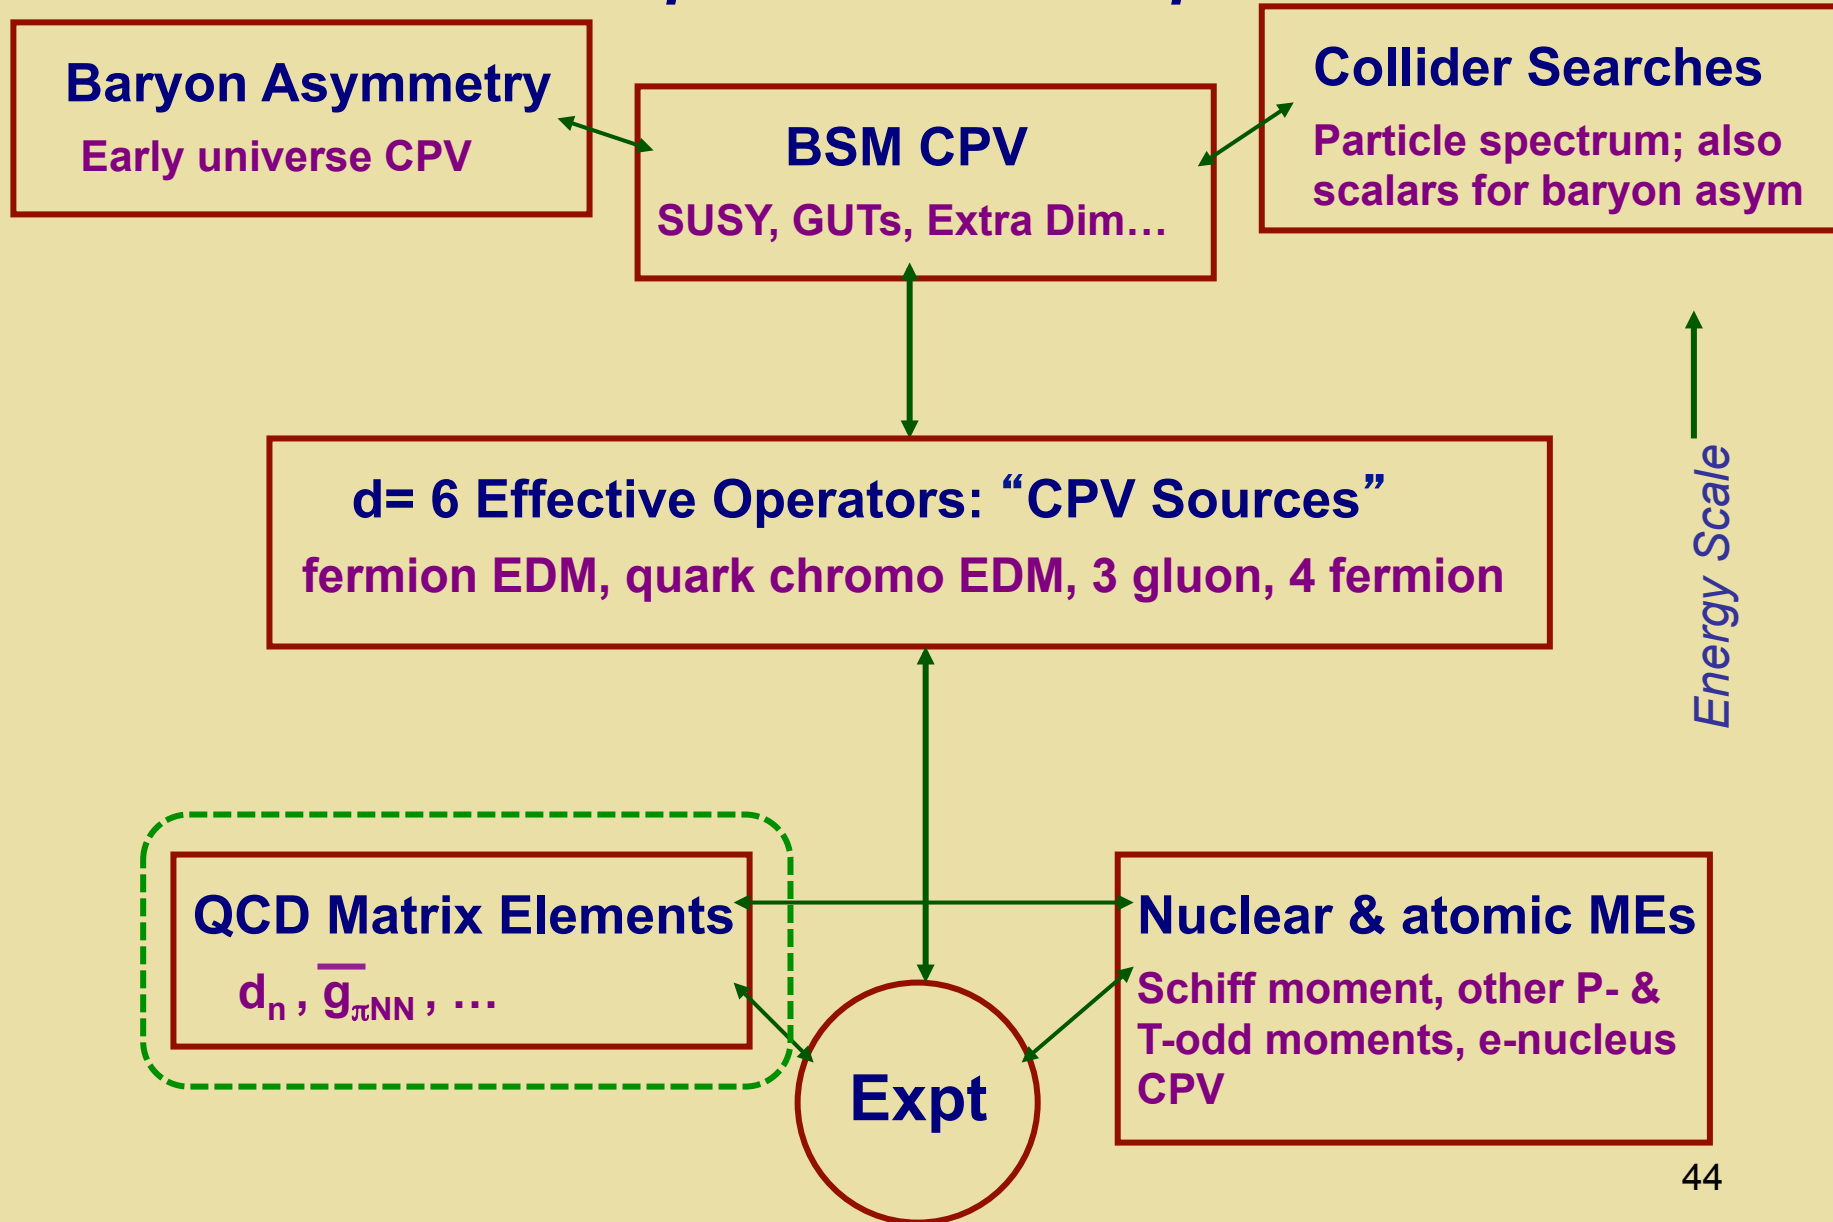 Baryon Asymmetry
Early universe CPV
BSM CPV
SUSY, GUTs, Extra Dim…
Collider Searches
Particle spectrum; also
scalars for baryon asym
d= 6 Effective Operators: “CPV Sources”
fermion EDM, quark chromo EDM, 3 gluon, 4 fermion
Energy Scale
QCD Matrix Elements
dₙ , g̅πNN , …
Nuclear & atomic MEs
Schiff moment, other P- &
T-odd moments, e-nucleus
CPV
Expt
44